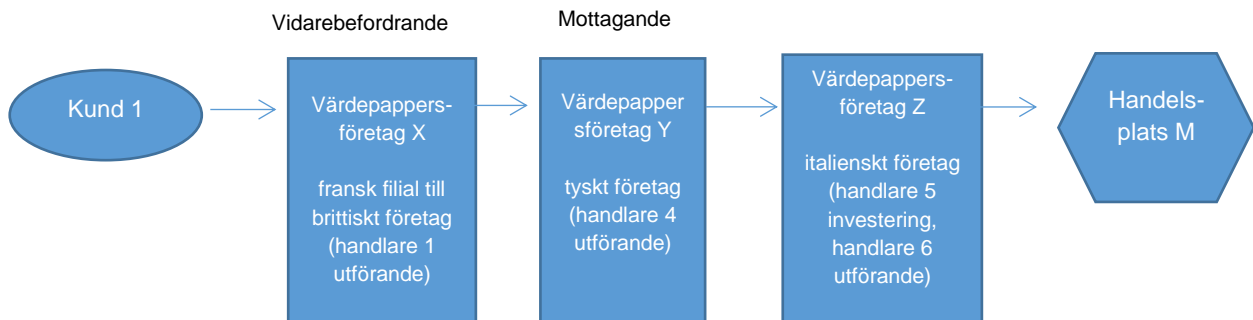 Vidarebefordrande
Mottagande
Kund 1
Värdepappers-
företag X
fransk filial till
brittiskt företag
(handlare 1
utförande)
Värdepapper
sföretag Y
tyskt företag
(handlare 4
utförande)
Värdepappers-
företag Z
italienskt företag
(handlare 5
investering,
handlare 6
utförande)
Handels-
plats M